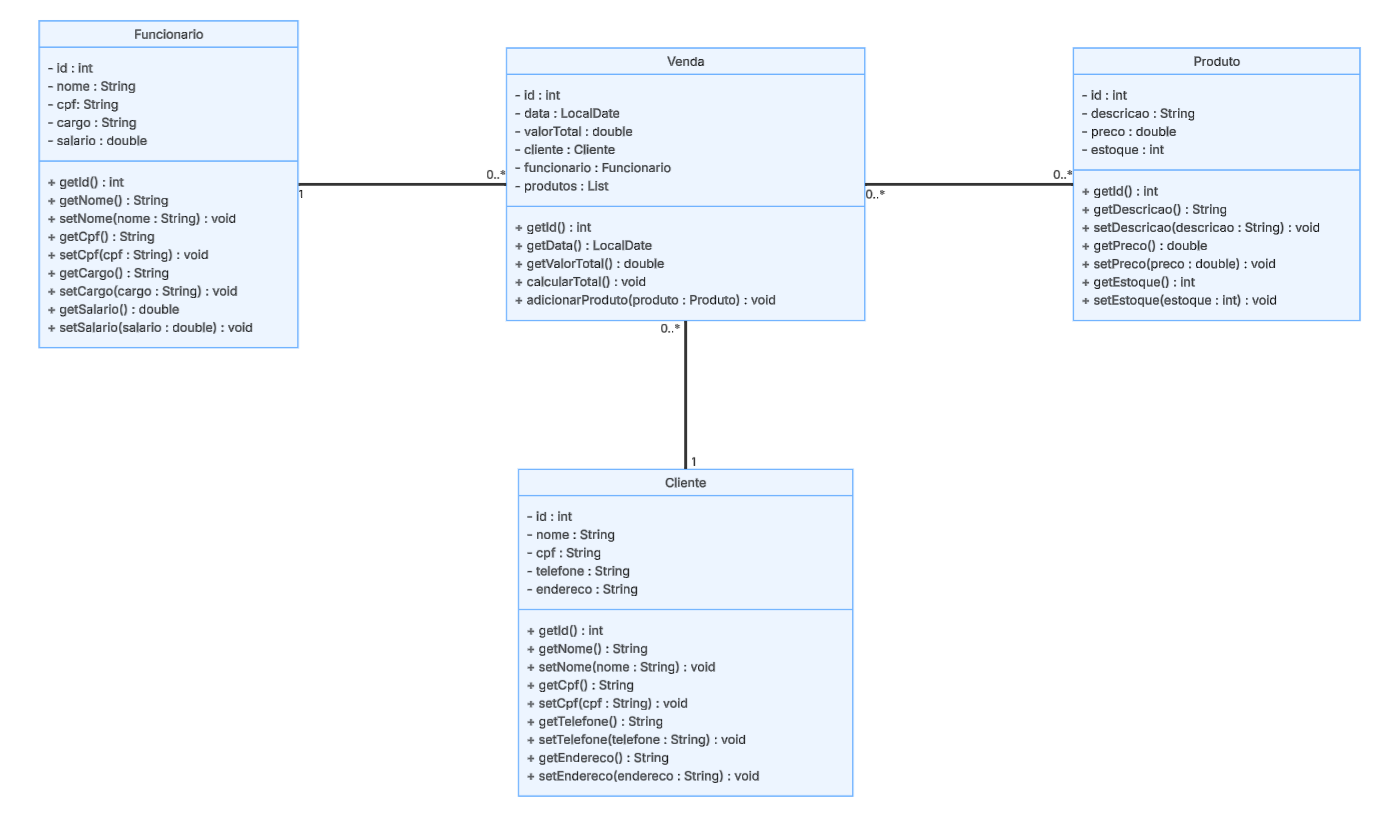 Funcionario
- id : int
- nome : String
- cpf: String
- cargo : String
- salario : double
+ getId() : int
+ getNome() : String
+ setNome(nome : String) : void
+ getCpf() : String
+ setCpf(cpf : String) : void
+ getCargo() : String
+ setCargo(cargo : String) : void
+ getSalario() : double
+ setSalario(salario : double) : void
1
0..*
Venda
- id : int
- data : LocalDate
- valorTotal : double
- cliente : Cliente
- funcionario : Funcionario
- produtos : List
+ getId() : int
+ getData() : LocalDate
+ getValorTotal() : double
+ calcularTotal() : void
+ adicionarProduto(produto : Produto) : void
0..*
0..*
Produto
- id : int
- descricao : String
- preco : double
- estoque : int
+ getId() : int
+ getDescricao() : String
+ setDescricao(descricao : String) : void
+ getPreco() : double
+ setPreco(preco : double) : void
+ getEstoque() : int
+ setEstoque(estoque : int) : void
0..*
1
Cliente
- id : int
- nome : String
- cpf : String
- telefone : String
- endereco : String
+ getId() : int
+ getNome() : String
+ setNome(nome : String) : void
+ getCpf() : String
+ setCpf(cpf : String) : void
+ getTelefone() : String
+ setTelefone(telefone : String) : void
+ getEndereco() : String
+ setEndereco(endereco : String) : void